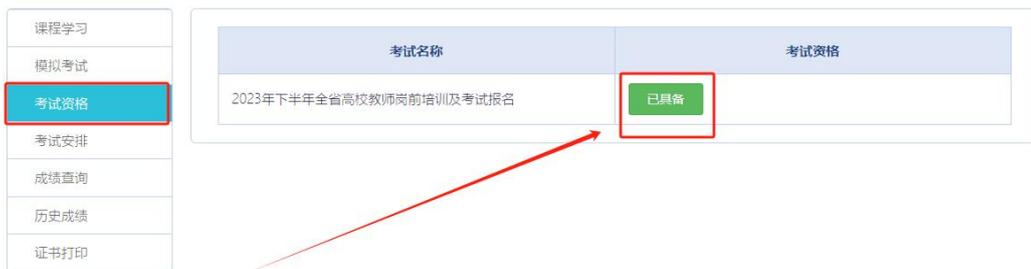 课程学习
模拟考试
考试资格
考试安排
成绩查询
历史成绩
证书打印
考试名称 考试资格
2023年下半年全省高校教师岗前培训及考试报名 已具备